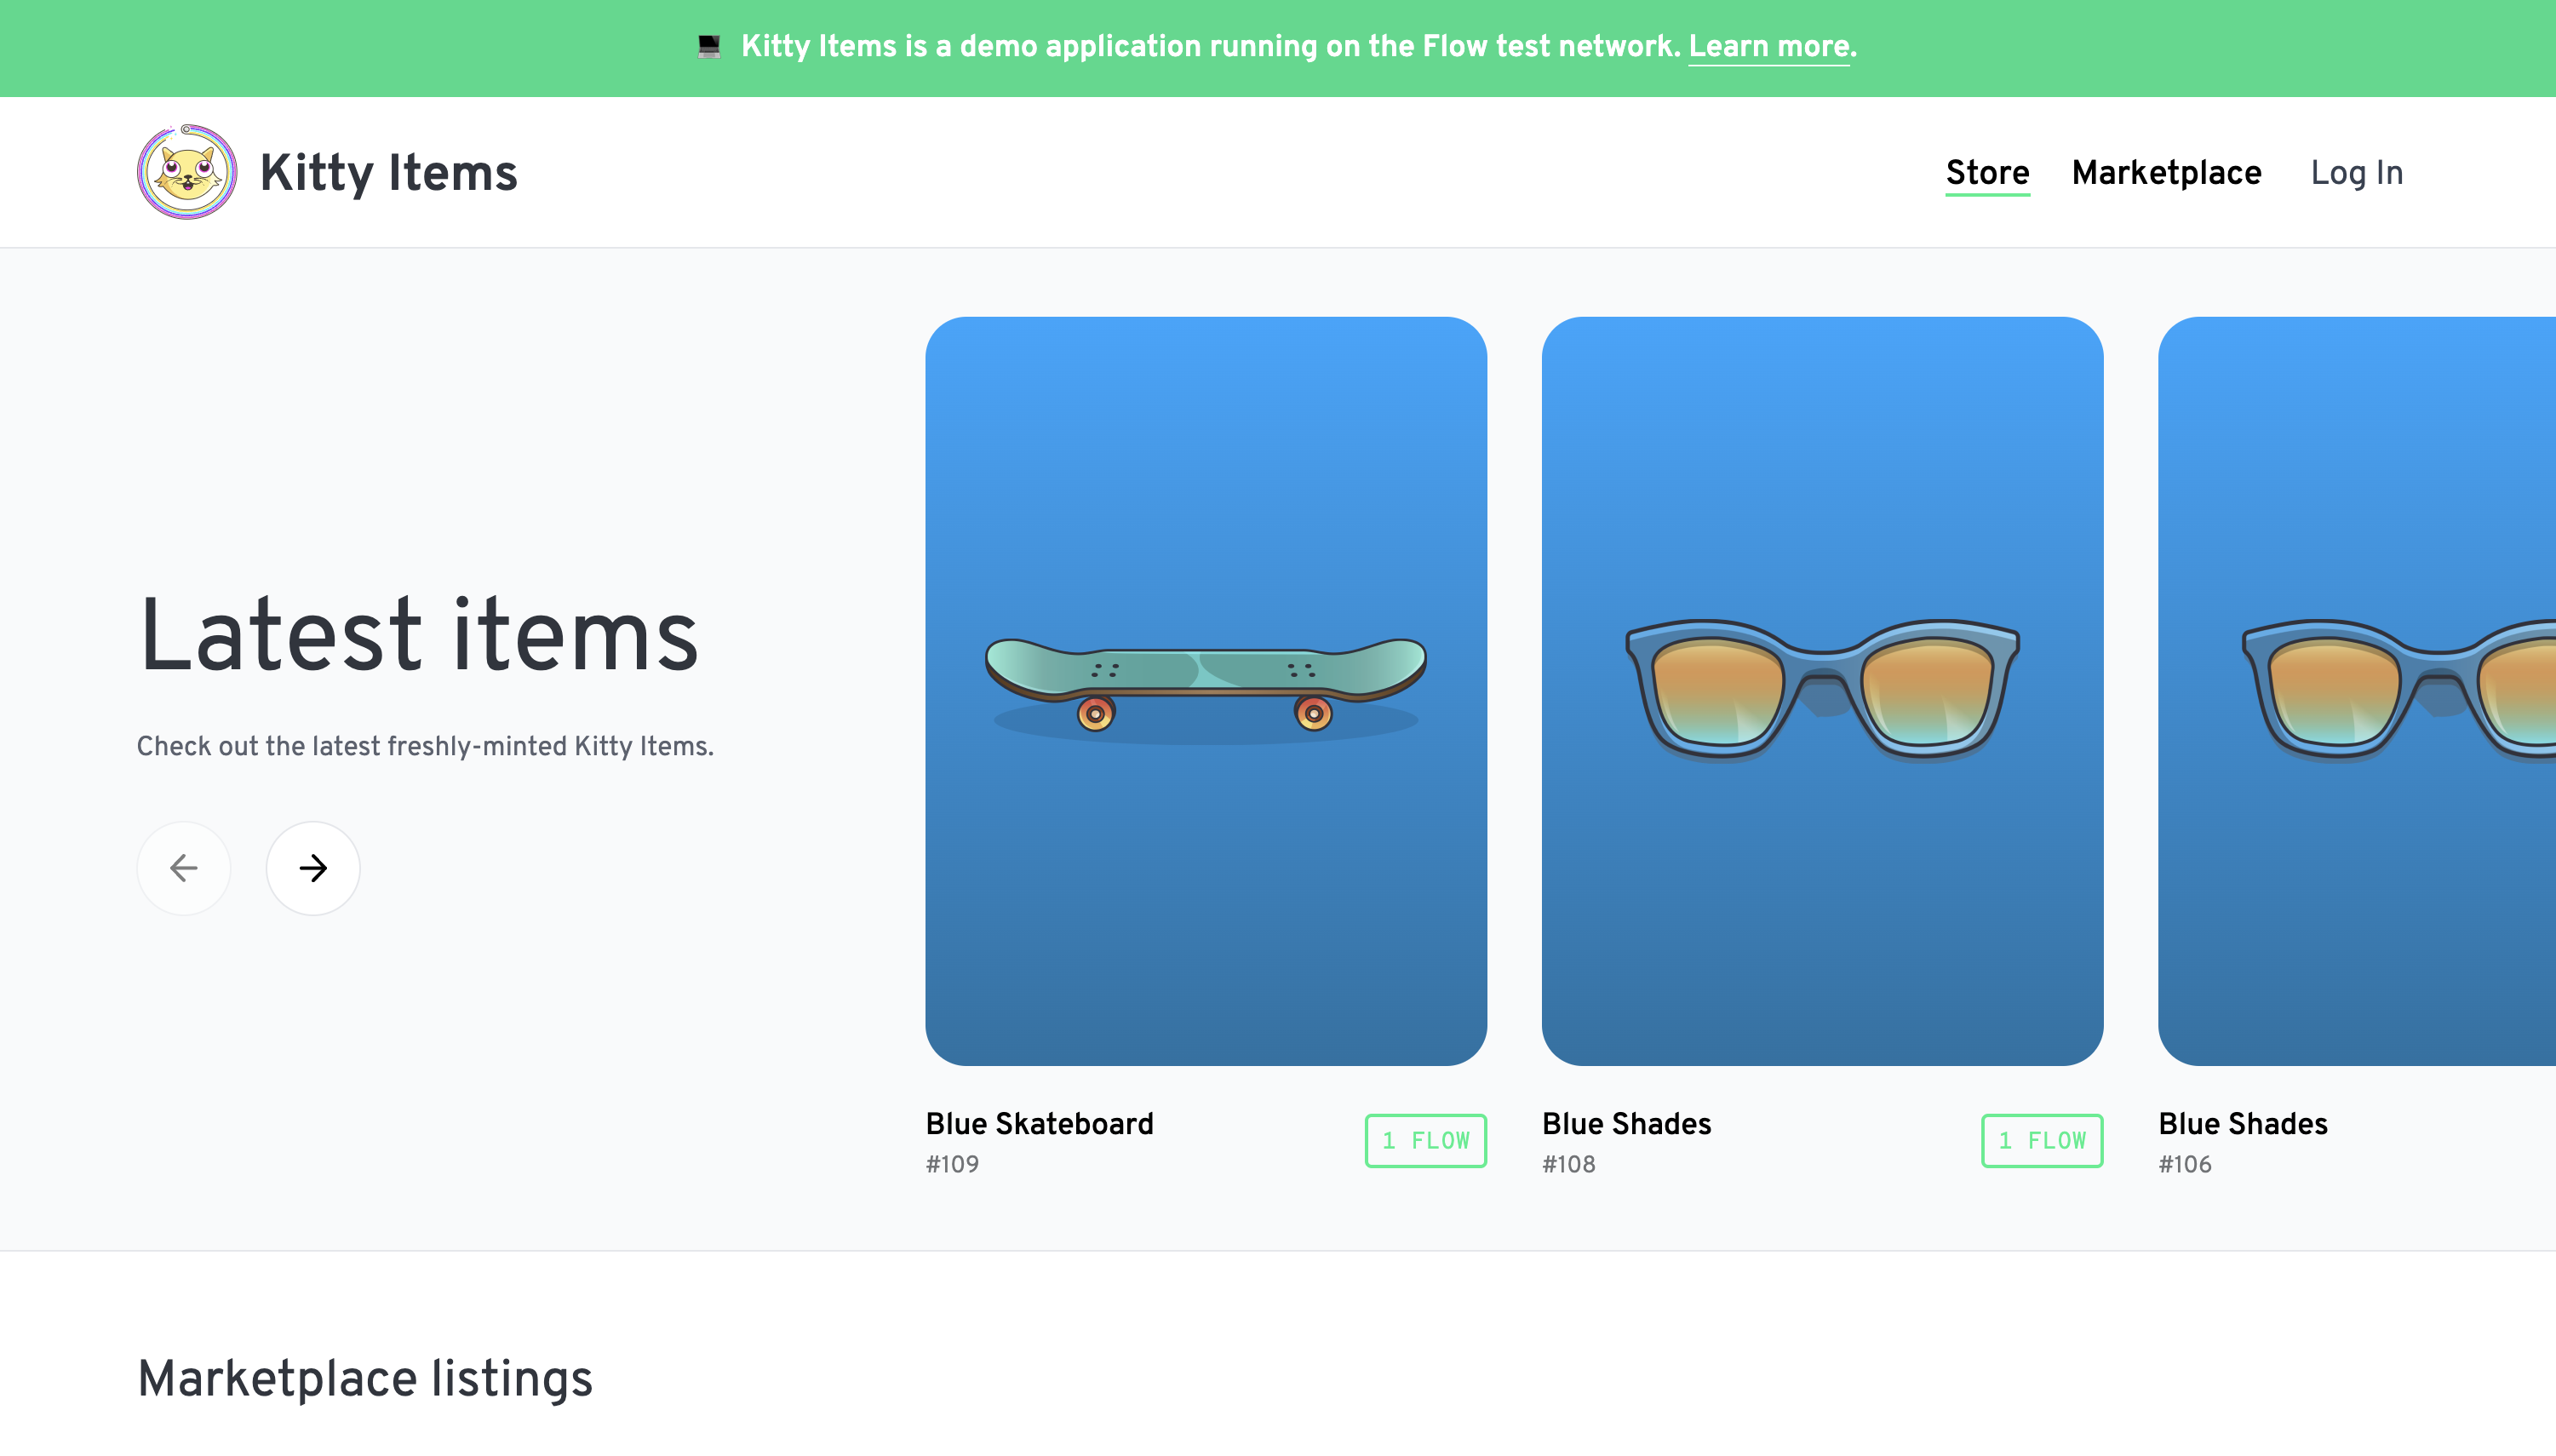 Kitty Items is a demo application running on the Flow test network. Learn more.
Kitty Items
Store Marketplace Log In
Latest items
Check out the latest freshly-minted Kitty Items.
Blue Skateboard
#109
1 FLOW
Blue Shades
#108
1 FLOW
Blue Shades
#106
Marketplace listings